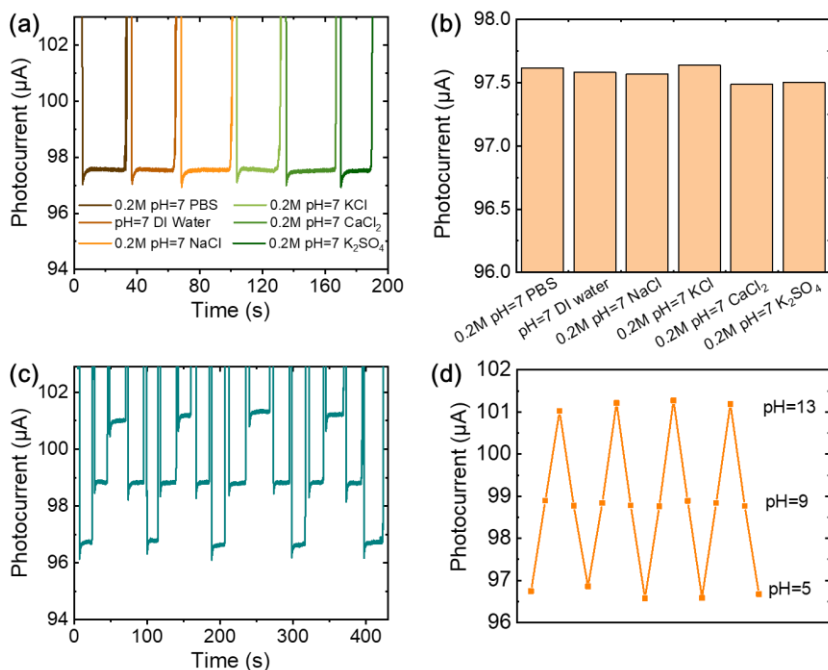 (a)
Photocurrent (μA)
102
100
98
96
94
0.2M pH=7 PBS
pH=7 DI Water
0.2M pH=7 NaCl
0.2M pH=7 KCl
0.2M pH=7 CaCl₂
0.2M pH=7 K₂SO₄
0 40 80 120 160 200
Time (s)
(b)
Photocurrent (μA)
98.0
97.5
97.0
96.5
96.0
0.2M pH=7 PBS
pH=7 DI water
0.2M pH=7 NaCl
0.2M pH=7 KCl
0.2M pH=7 CaCl₂
0.2M pH=7 K₂SO₄
(c)
Photocurrent (μA)
102
100
98
96
94
0 100 200 300 400
Time (s)
(d)
Photocurrent (μA)
102
101
100
99
98
97
96
pH=13
pH=9
pH=5